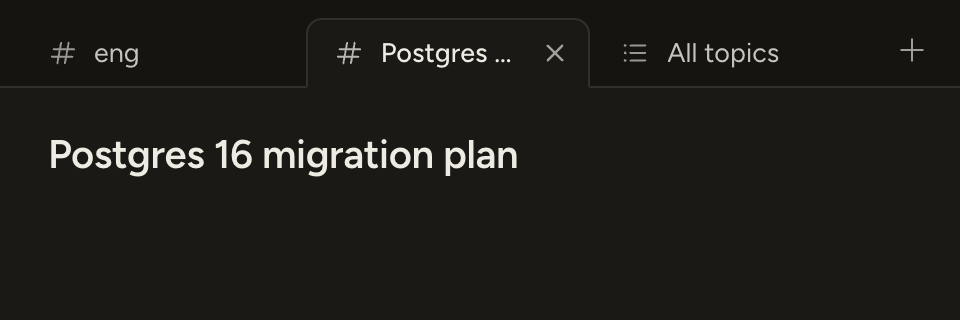 # eng
# Postgres ...
All topics
Postgres 16 migration plan